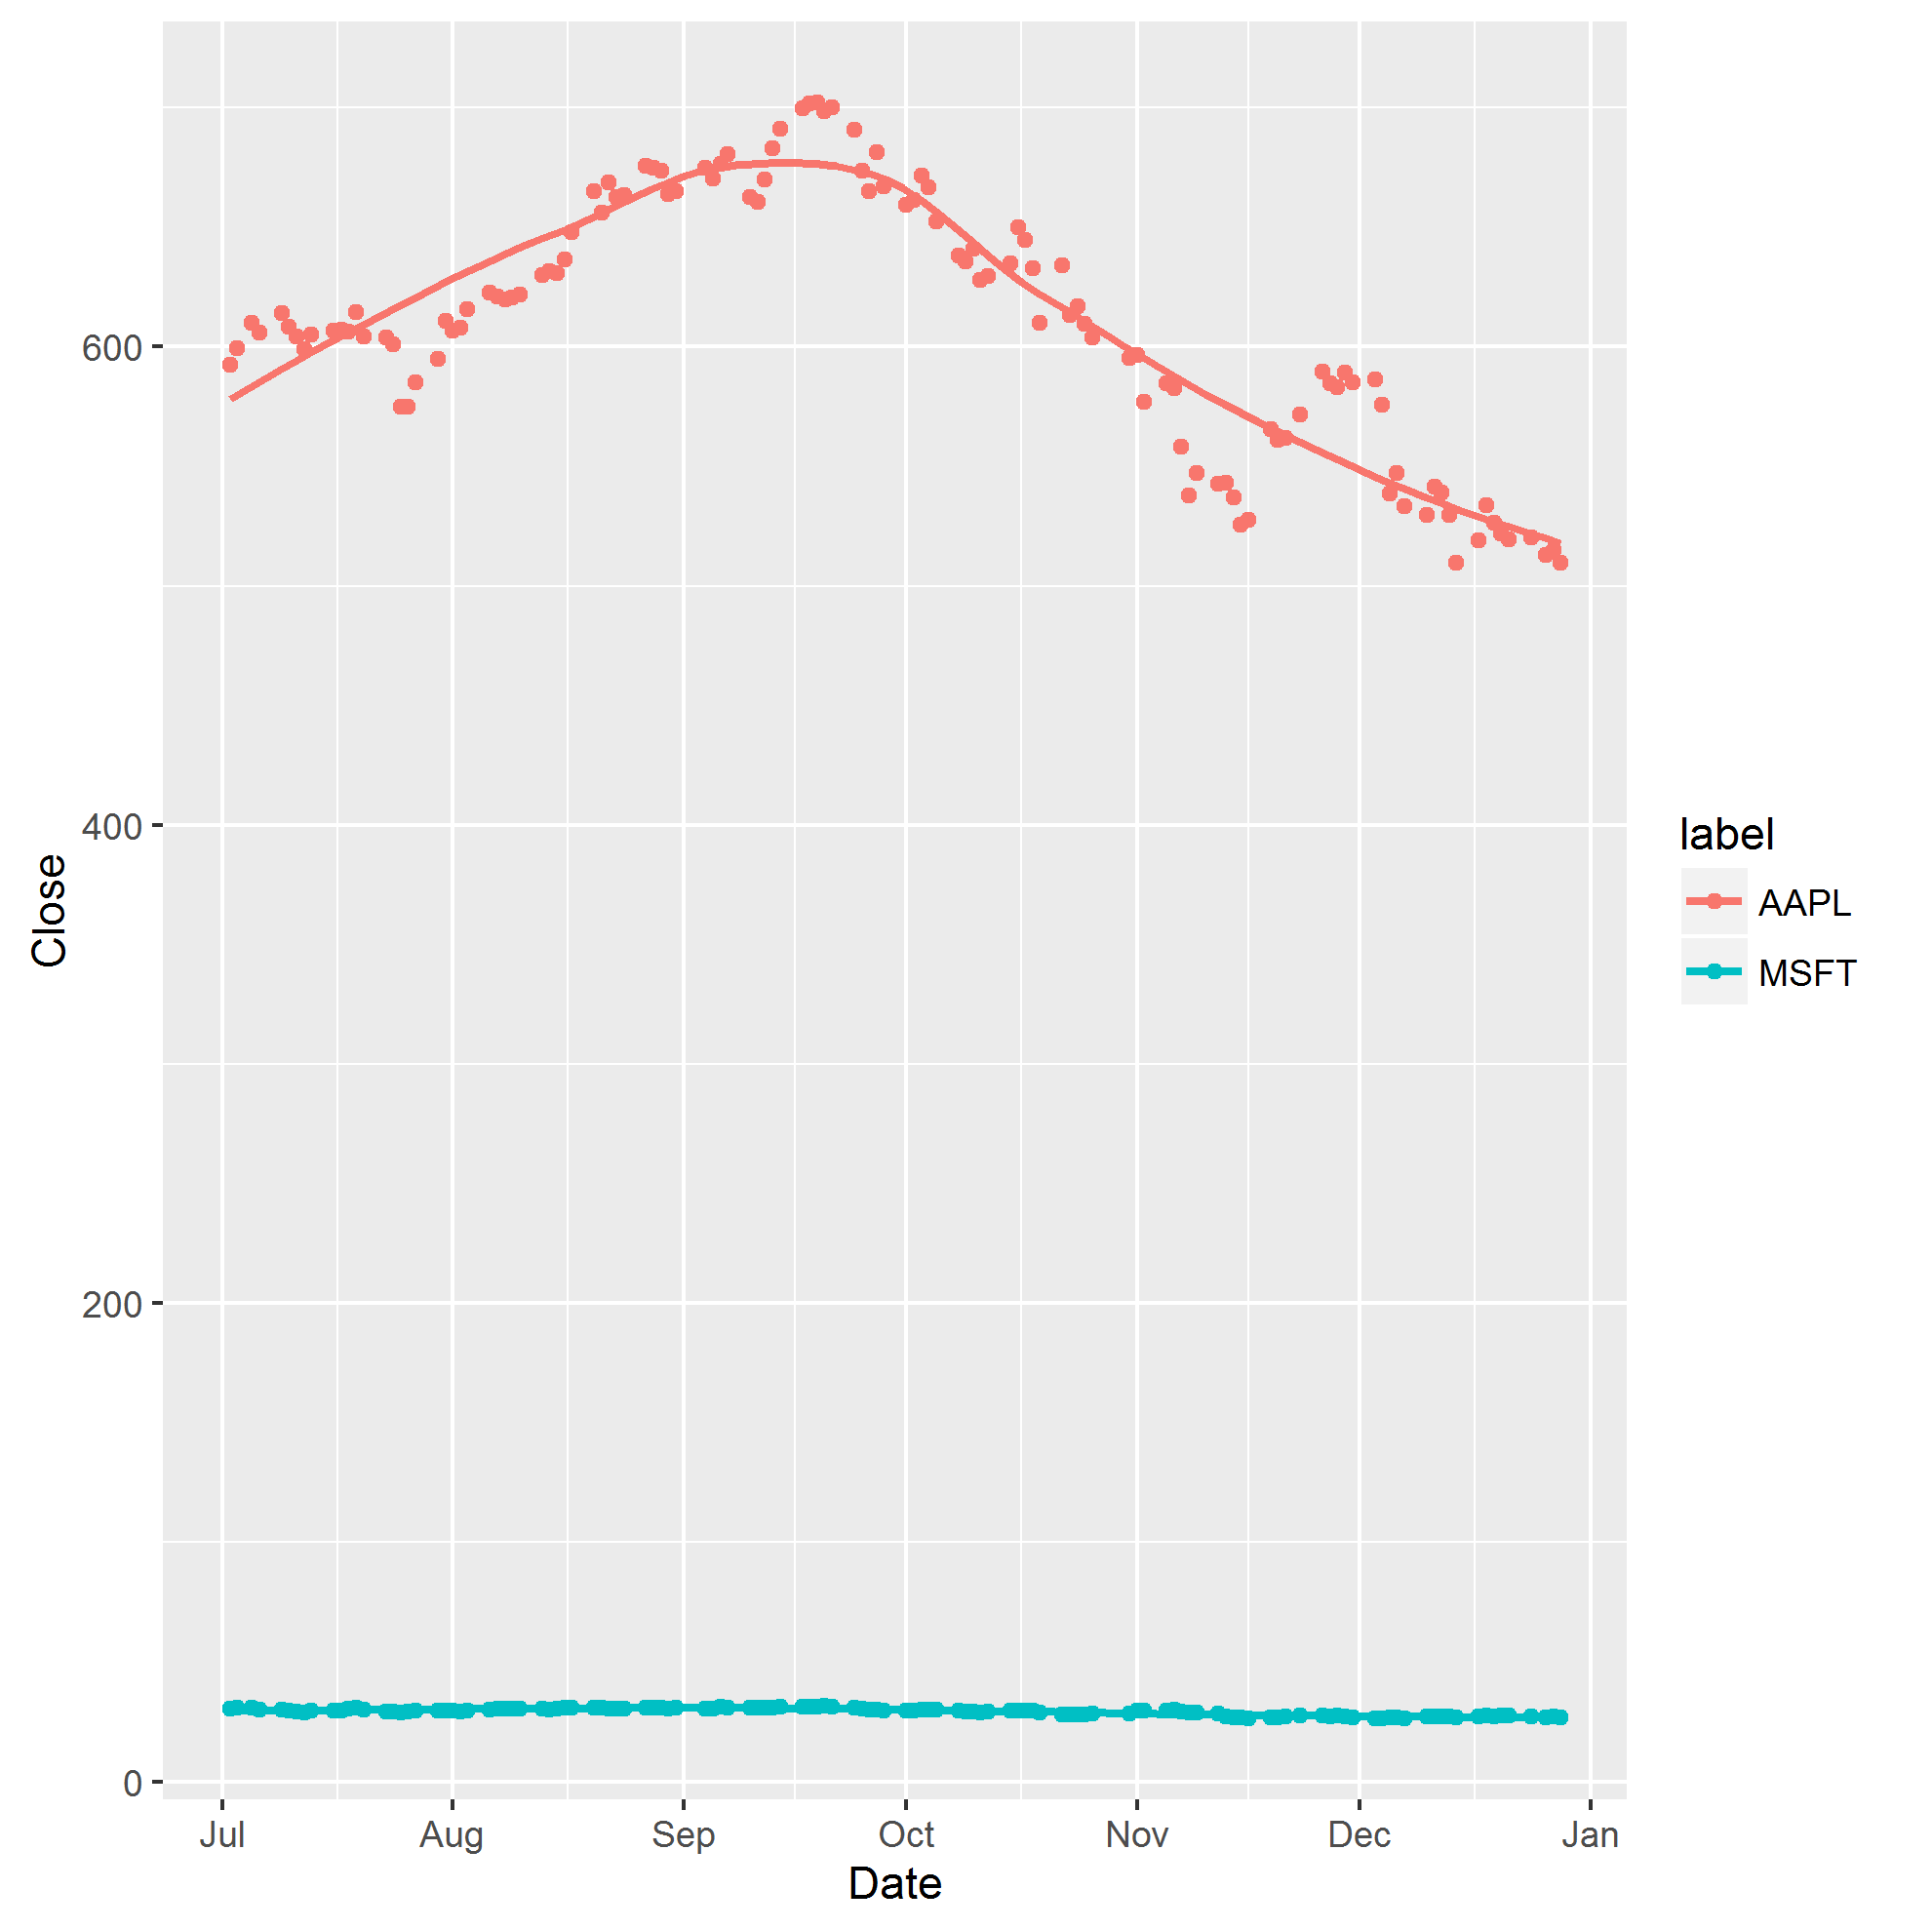 600
400
200
0
Close
Jul Aug Sep Oct Nov Dec Jan
Date
label
AAPL
MSFT